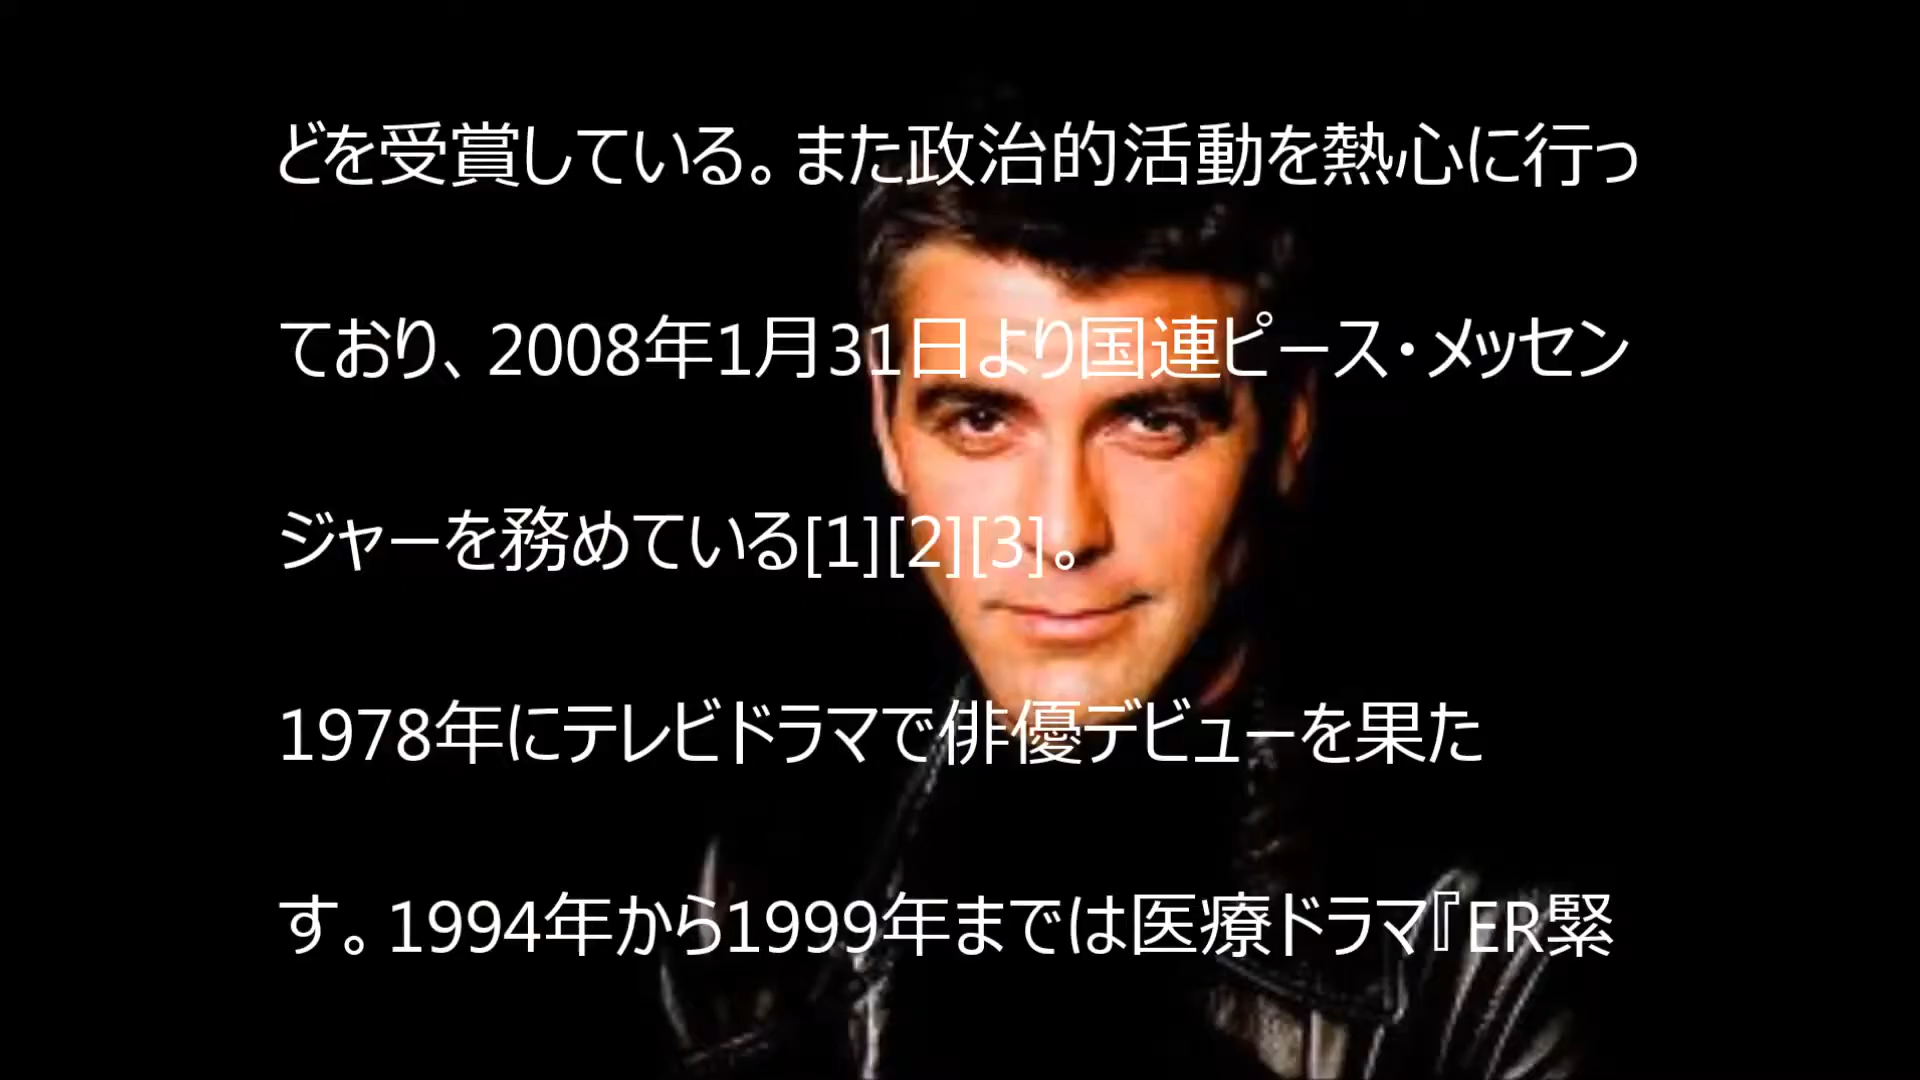 どを受賞している。また政治的活動を熱心に行っ
ており、2008年1月31日より国連ピース・メッセン
ジャーを務めている[1][2][3]。
1978年にテレビドラマで俳優デビューを果た
す。1994年から1999年までは医療ドラマ『ER緊